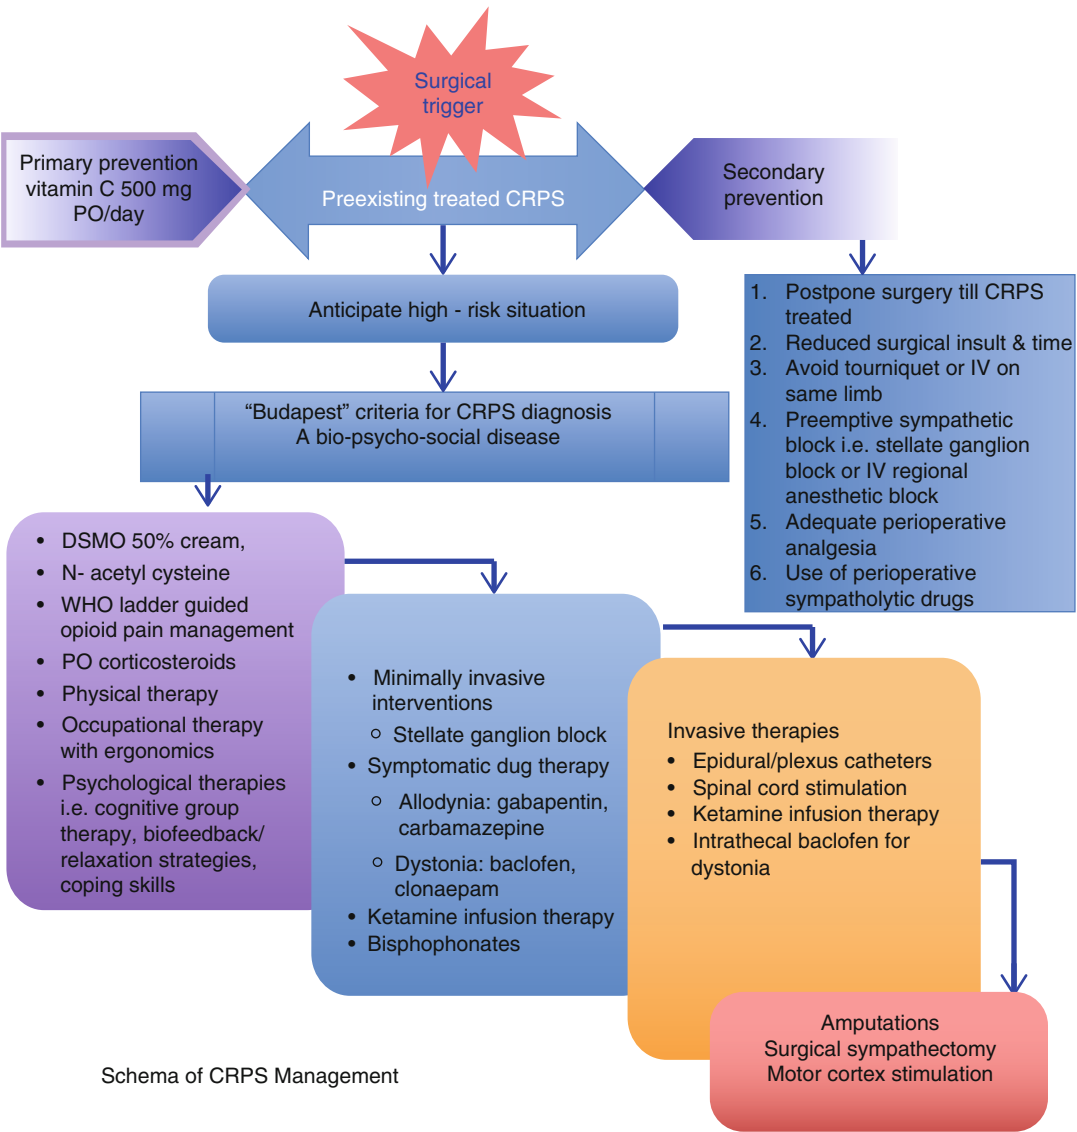 Surgical
trigger
Primary prevention
vitamin C 500 mg
PO/day
Preexisting treated CRPS
Secondary
prevention
Anticipate high - risk situation
“Budapest” criteria for CRPS diagnosis
A bio-psycho-social disease
1. Postpone surgery till CRPS
treated
2. Reduced surgical insult & time
3. Avoid tourniquet or IV on
same limb
4. Preemptive sympathetic
block i.e. stellate ganglion
block or IV regional
anesthetic block
5. Adequate perioperative
analgesia
6. Use of perioperative
sympatholytic drugs
• DSMO 50% cream,
• N- acetyl cysteine
• WHO ladder guided
opioid pain management
• PO corticosteroids
• Physical therapy
• Occupational therapy
with ergonomics
• Psychological therapies
i.e. cognitive group
therapy, biofeedback/
relaxation strategies,
coping skills
• Minimally invasive
interventions
○ Stellate ganglion block
• Symptomatic dug therapy
○ Allodynia: gabapentin,
carbamazepine
○ Dystonia: baclofen,
clonaepam
• Ketamine infusion therapy
• Bisphophonates
Invasive therapies
• Epidural/plexus catheters
• Spinal cord stimulation
• Ketamine infusion therapy
• Intrathecal baclofen for
dystonia
Amputations
Surgical sympathectomy
Motor cortex stimulation
Schema of CRPS Management